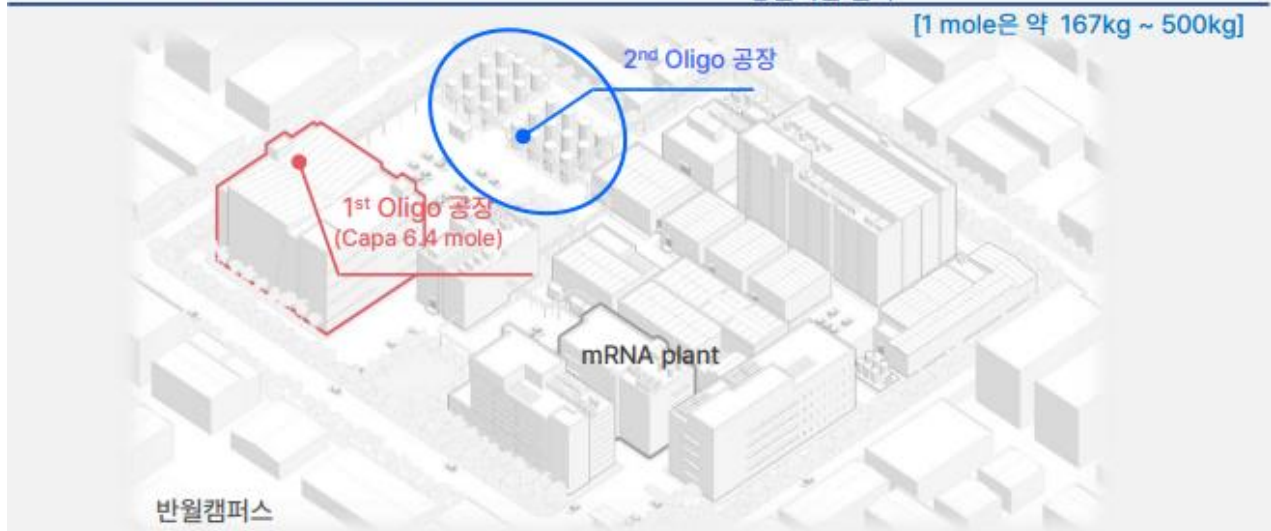 [1 mole은 약 167kg ~ 500kg]
2nd Oligo 공장
1st Oligo 공장
(Capa 6.4 mole)
mRNA plant
반월캠퍼스